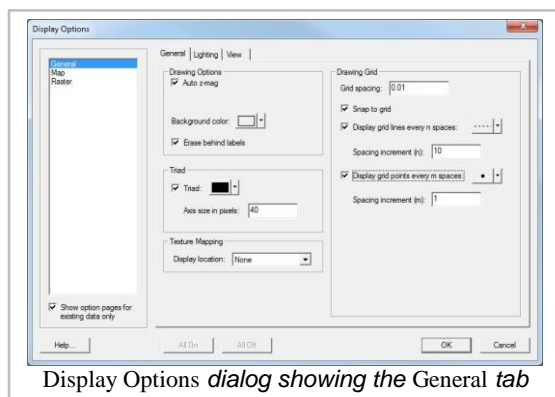 Display Options
General
Map
Raster
Show option pages for
existing data only
General Lighting View
Drawing Options
Auto z-mag
Background color:
Erase behind labels
Triad
Triad:
Axis size in pixels: 40
Texture Mapping
Display location: None
Drawing Grid
Grid spacing: 0.01
Snap to grid
Display grid lines every n spaces:
Spacing increment (n): 10
Display grid points every m spaces:
Spacing increment (m): 1
Help...
All On
All Off
OK
Cancel
Display Options dialog showing the General tab